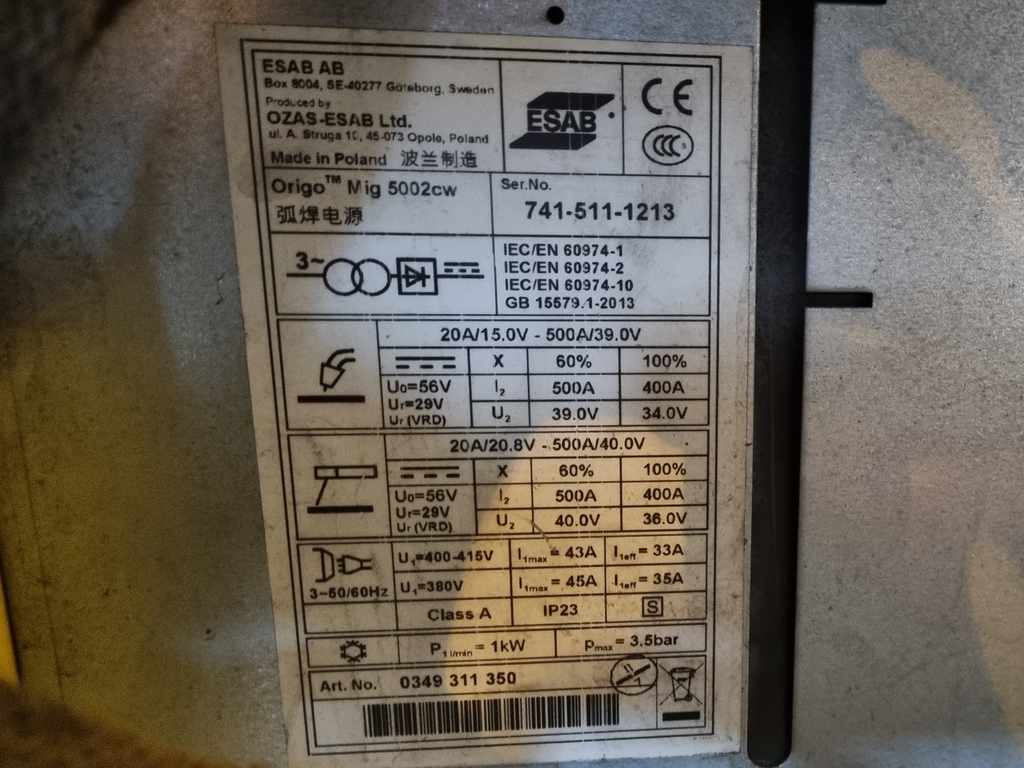 ESAB AB
Box 8004, SE-40277 Göteborg, Sweden
Produced by
OZAS-ESAB Ltd.
ul. A. Struga 10, 45-073 Opole, Poland
Made in Poland 波兰制造
ESAB
CE
CCC S
Origo™ Mig 5002cw
弧焊电源
Ser.No.
741-511-1213
3~
IEC/EN 60974-1
IEC/EN 60974-2
IEC/EN 60974-10
GB 15579.1-2013
20A/15.0V - 500A/39.0V
X 60% 100%
U₀=56V I₂ 500A 400A
Uᵣ=29V
Uᵣ (VRD) U₂ 39.0V 34.0V
20A/20.8V - 500A/40.0V
X 60% 100%
U₀=56V I₂ 500A 400A
Uᵣ=29V
Uᵣ (VRD) U₂ 40.0V 36.0V
U₁=400-415V I₁max = 43A I₁eff = 33A
3~50/60Hz U₁=380V I₁max = 45A I₁eff = 35A
Class A IP23 S
P₁ l/min = 1kW pmax = 3.5bar
Art. No. 0349 311 350